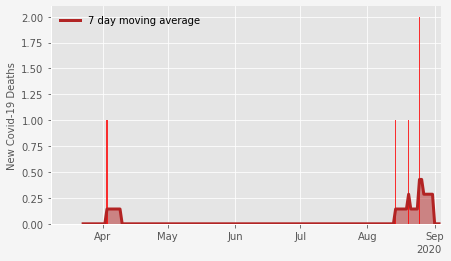 7 day moving average
New Covid-19 Deaths
2.00
1.75
1.50
1.25
1.00
0.75
0.50
0.25
0.00
Apr
May
Jun
Jul
Aug
Sep
2020